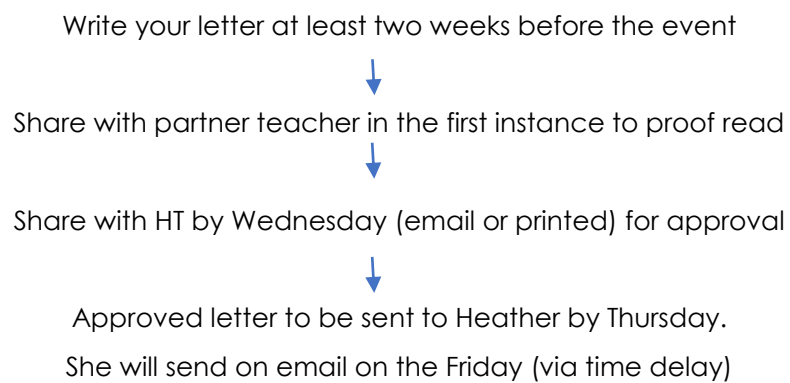 Write your letter at least two weeks before the event
Share with partner teacher in the first instance to proof read
Share with HT by Wednesday (email or printed) for approval
Approved letter to be sent to Heather by Thursday.
She will send on email on the Friday (via time delay)